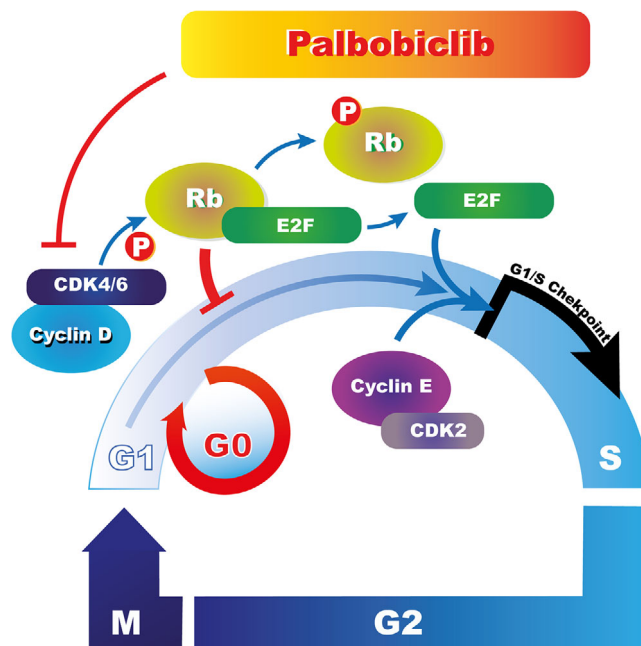 Palbobiclib
P
Rb
Rb
E2F
E2F
P
CDK4/6
Cyclin D
G1/S Chekpoint
Cyclin E
CDK2
G0
G1
S
M
G2